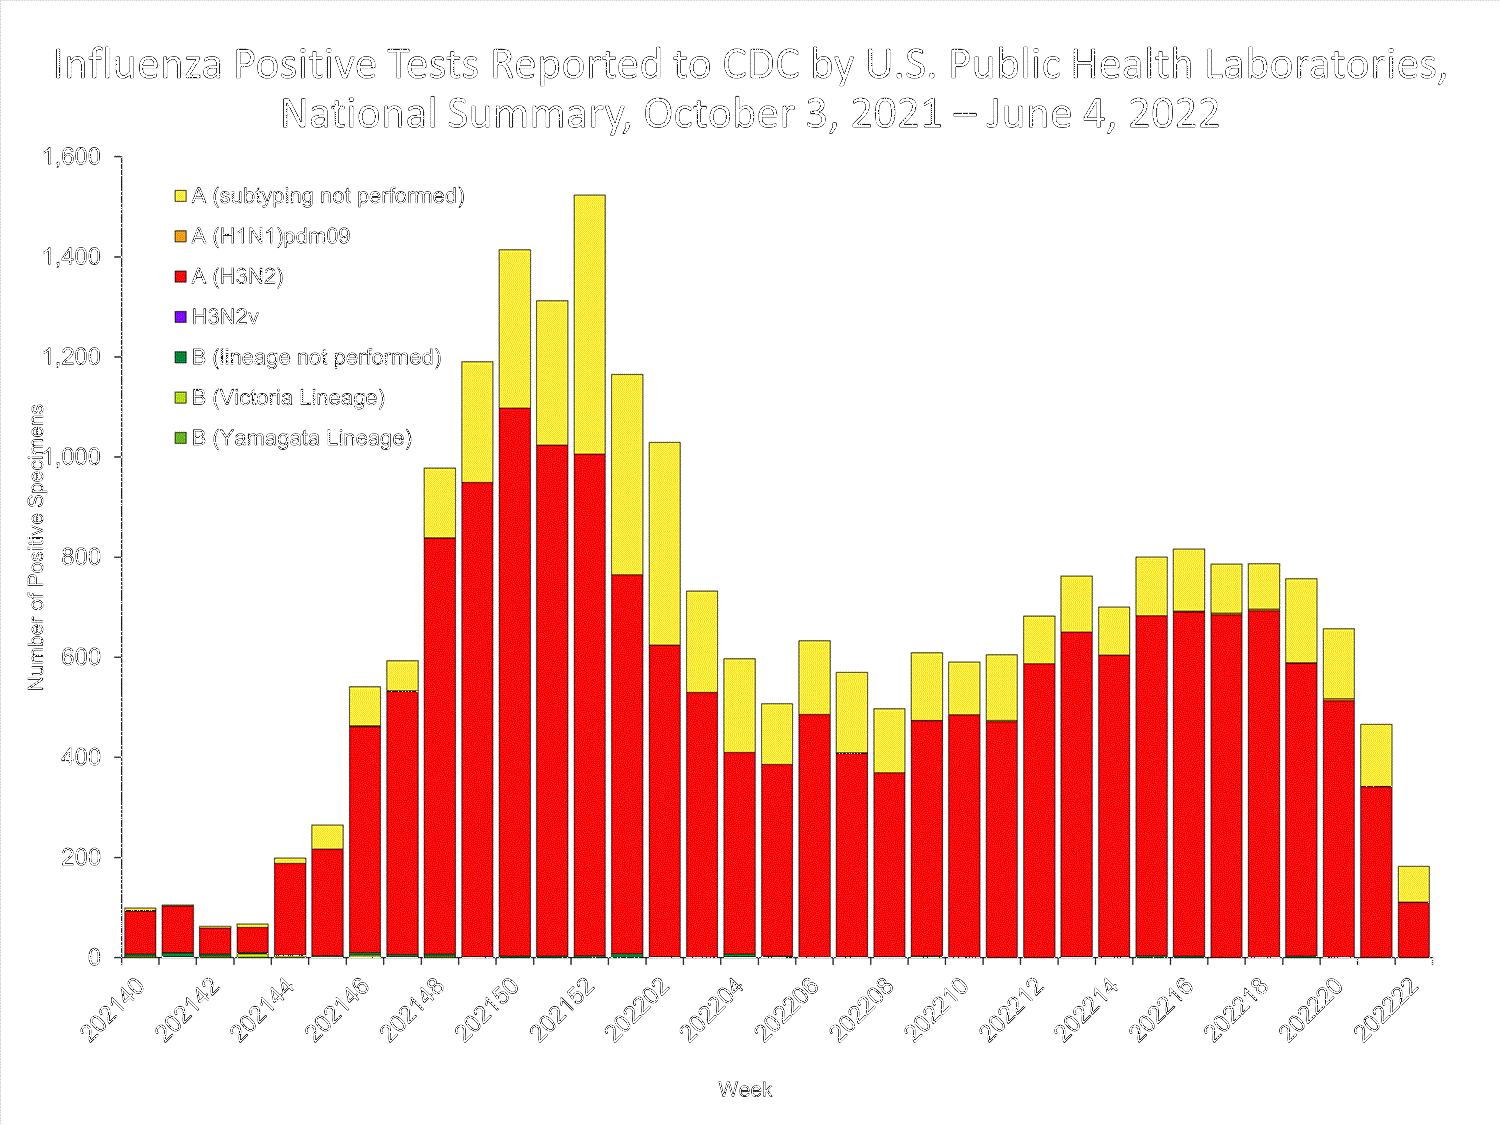 Influenza Positive Tests Reported to CDC by U.S. Public Health Laboratories,
National Summary, October 3, 2021 – June 4, 2022
1,600
1,400
1,200
1,000
800
600
400
200
0
Number of Positive Specimens
A (subtyping not performed)
A (H1N1)pdm09
A (H3N2)
H3N2v
B (lineage not performed)
B (Victoria Lineage)
B (Yamagata Lineage)
202140
202142
202144
202146
202148
202150
202152
202202
202204
202206
202208
202210
202212
202214
202216
202218
202220
202222
Week